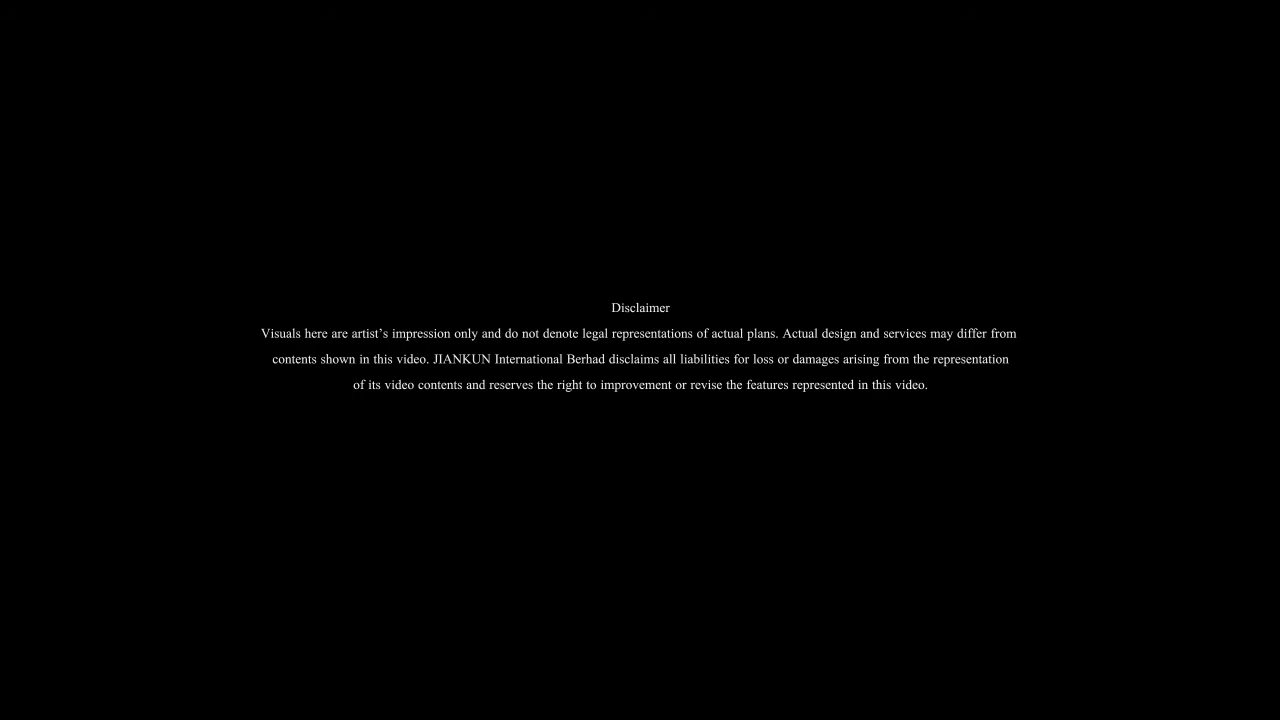 Disclaimer
Visuals here are artist’s impression only and do not denote legal representations of actual plans. Actual design and services may differ from
contents shown in this video. JIANKUN International Berhad disclaims all liabilities for loss or damages arising from the representation
of its video contents and reserves the right to improvement or revise the features represented in this video.